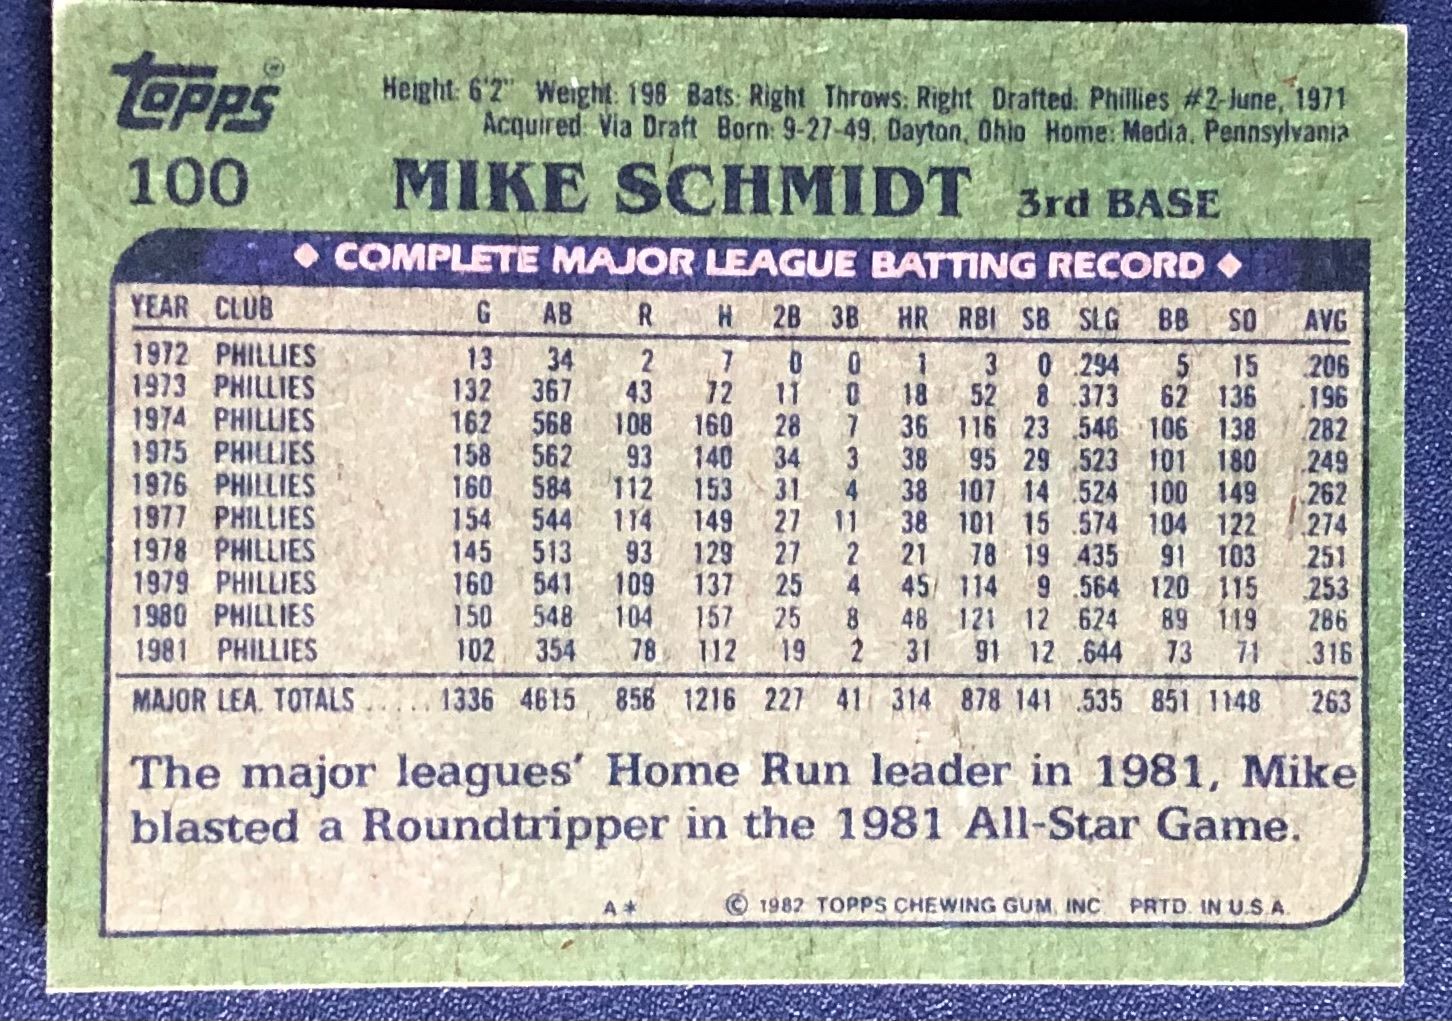 Topps® Height: 6'2" Weight: 198 Bats: Right Throws: Right Drafted: Phillies #2-June, 1971
Acquired: Via Draft Born: 9-27-49, Dayton, Ohio Home: Media, Pennsylvania
100 MIKE SCHMIDT 3rd BASE
♦ COMPLETE MAJOR LEAGUE BATTING RECORD ♦
YEAR CLUB G AB R H 2B 3B HR RBI SB SLG BB SO AVG
1972 PHILLIES 13 34 2 7 0 0 1 3 0 .294 5 15 .206
1973 PHILLIES 132 367 43 72 11 0 18 52 8 .373 62 136 .196
1974 PHILLIES 162 568 108 160 28 7 36 116 23 .546 106 138 .282
1975 PHILLIES 158 562 93 140 34 3 38 95 29 .523 101 180 .249
1976 PHILLIES 160 584 112 153 31 4 38 107 14 .524 100 149 .262
1977 PHILLIES 154 544 114 149 27 11 38 101 15 .574 104 122 .274
1978 PHILLIES 145 513 93 129 27 2 21 78 19 .435 91 103 .251
1979 PHILLIES 160 541 109 137 25 4 45 114 9 .564 120 115 .253
1980 PHILLIES 150 548 104 157 25 8 48 121 12 .624 89 119 .286
1981 PHILLIES 102 354 78 112 19 2 31 91 12 .644 73 71 .316
MAJOR LEA. TOTALS ..... 1336 4615 856 1216 227 41 314 878 141 .535 851 1148 .263
The major leagues' Home Run leader in 1981, Mike
blasted a Roundtripper in the 1981 All-Star Game.
A* © 1982 TOPPS CHEWING GUM, INC. PRTD. IN U.S.A.